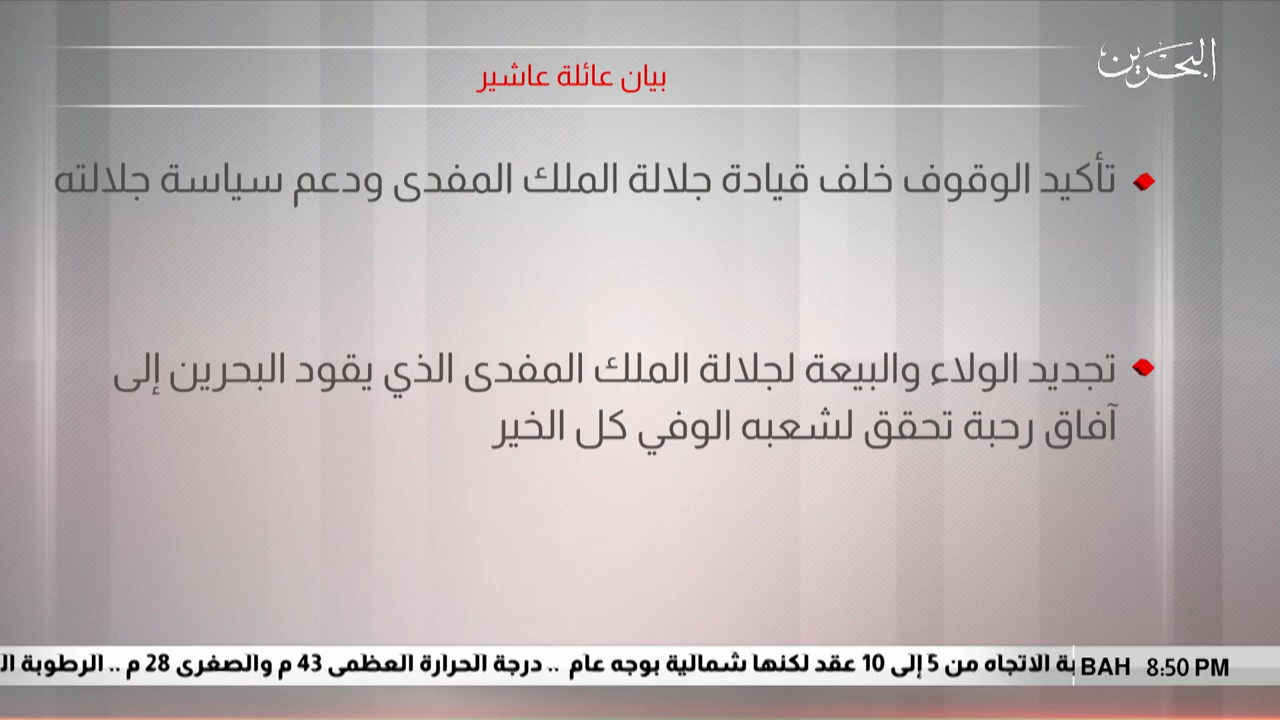 البحرين
بيان عائلة عاشير
تأكيد الوقوف خلف قيادة جلالة الملك المفدى ودعم سياسة جلالته
تجديد الولاء والبيعة لجلالة الملك المفدى الذي يقود البحرين إلى
آفاق رحبة تحقق لشعبه الوفي كل الخير
BAH 8:50 PM
ـة الاتجاه من 5 إلى 10 عقد لكنها شمالية بوجه عام .. درجة الحرارة العظمى 43 م والصغرى 28 م .. الرطوبة الـ